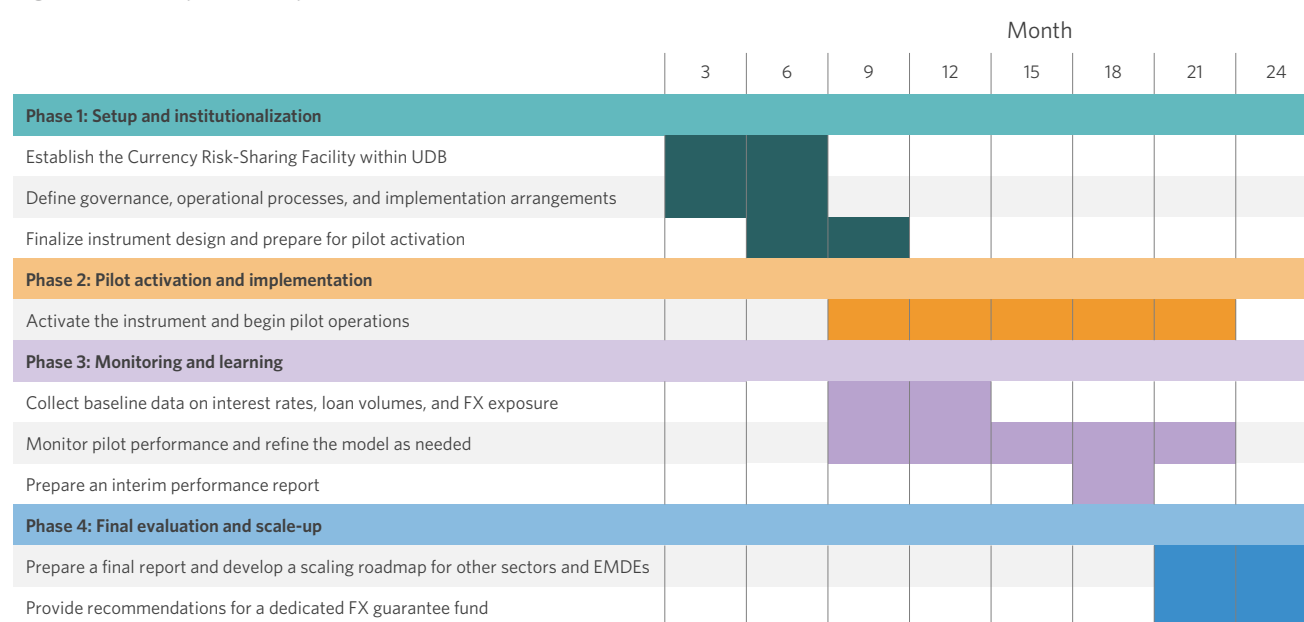 Month
3 6 9 12 15 18 21 24
Phase 1: Setup and institutionalization
Establish the Currency Risk-Sharing Facility within UDB
Define governance, operational processes, and implementation arrangements
Finalize instrument design and prepare for pilot activation
Phase 2: Pilot activation and implementation
Activate the instrument and begin pilot operations
Phase 3: Monitoring and learning
Collect baseline data on interest rates, loan volumes, and FX exposure
Monitor pilot performance and refine the model as needed
Prepare an interim performance report
Phase 4: Final evaluation and scale-up
Prepare a final report and develop a scaling roadmap for other sectors and EMDEs
Provide recommendations for a dedicated FX guarantee fund